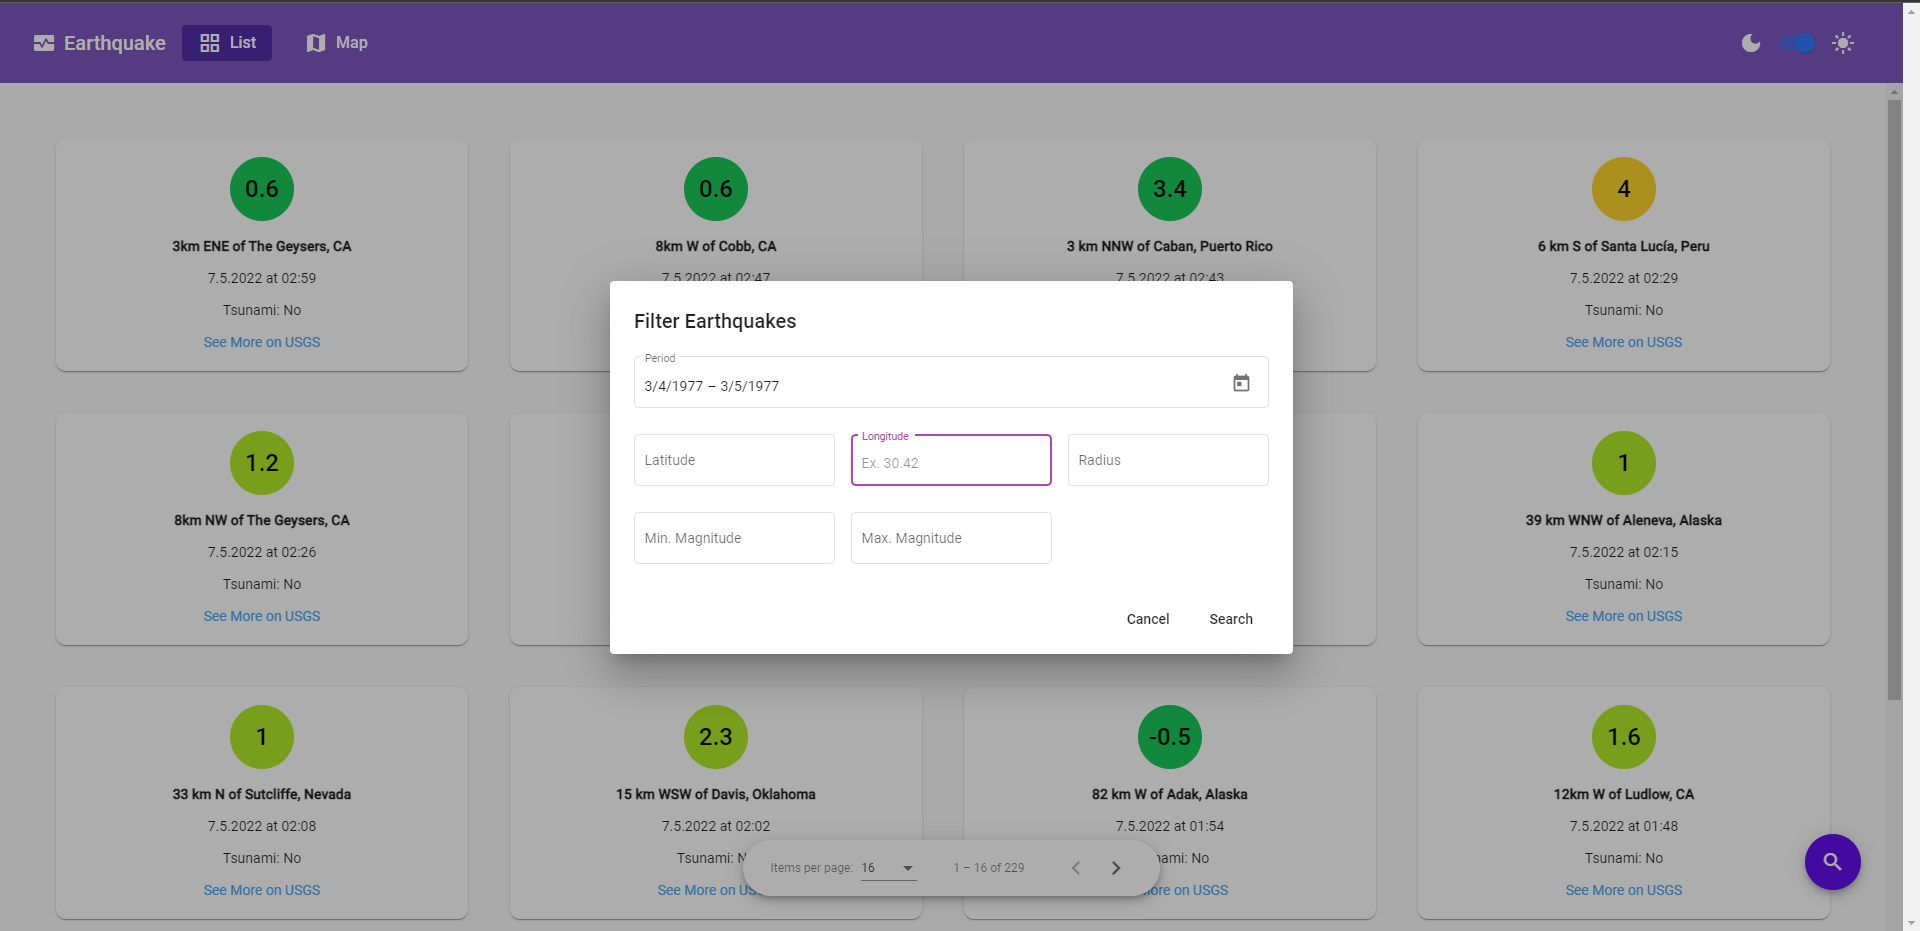 Earthquake
List
Map
0.6
3km ENE of The Geysers, CA
7.5.2022 at 02:59
Tsunami: No
See More on USGS
0.6
8km W of Cobb, CA
7.5.2022 at 02:47
3.4
3 km NNW of Caban, Puerto Rico
7.5.2022 at 02:43
4
6 km S of Santa Lucía, Peru
7.5.2022 at 02:29
Tsunami: No
See More on USGS
Filter Earthquakes
Period
3/4/1977 – 3/5/1977
Latitude
Longitude
Ex. 30.42
Radius
Min. Magnitude
Max. Magnitude
Cancel
Search
1.2
8km NW of The Geysers, CA
7.5.2022 at 02:26
Tsunami: No
See More on USGS
1
39 km WNW of Aleneva, Alaska
7.5.2022 at 02:15
Tsunami: No
See More on USGS
1
33 km N of Sutcliffe, Nevada
7.5.2022 at 02:08
Tsunami: No
See More on USGS
2.3
15 km WSW of Davis, Oklahoma
7.5.2022 at 02:02
Tsunami:
See More on
-0.5
82 km W of Adak, Alaska
7.5.2022 at 01:54
No
on USGS
1.6
12km W of Ludlow, CA
7.5.2022 at 01:48
Tsunami: No
See More on USGS
Items per page: 16
1 – 16 of 229